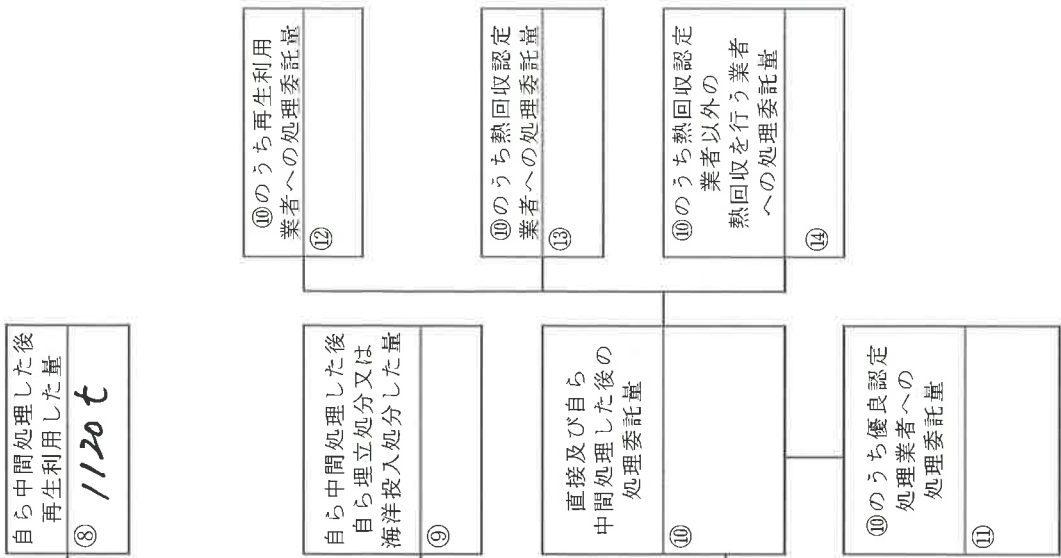 自ら中間処理した後
再生利用した量
⑧ 1120 t
自ら中間処理した後
自ら埋立処分又は
海洋投入処分した量
⑨
直接及び自ら
中間処理した後の
処理委託量
⑩
⑩のうち優良認定
処理業者への
処理委託量
⑪
⑩のうち再生利用
業者への処理委託量
⑫
⑩のうち熱回収認定
業者への処理委託量
⑬
⑩のうち熱回収認定
業者以外の
熱回収を行う業者
への処理委託量
⑭